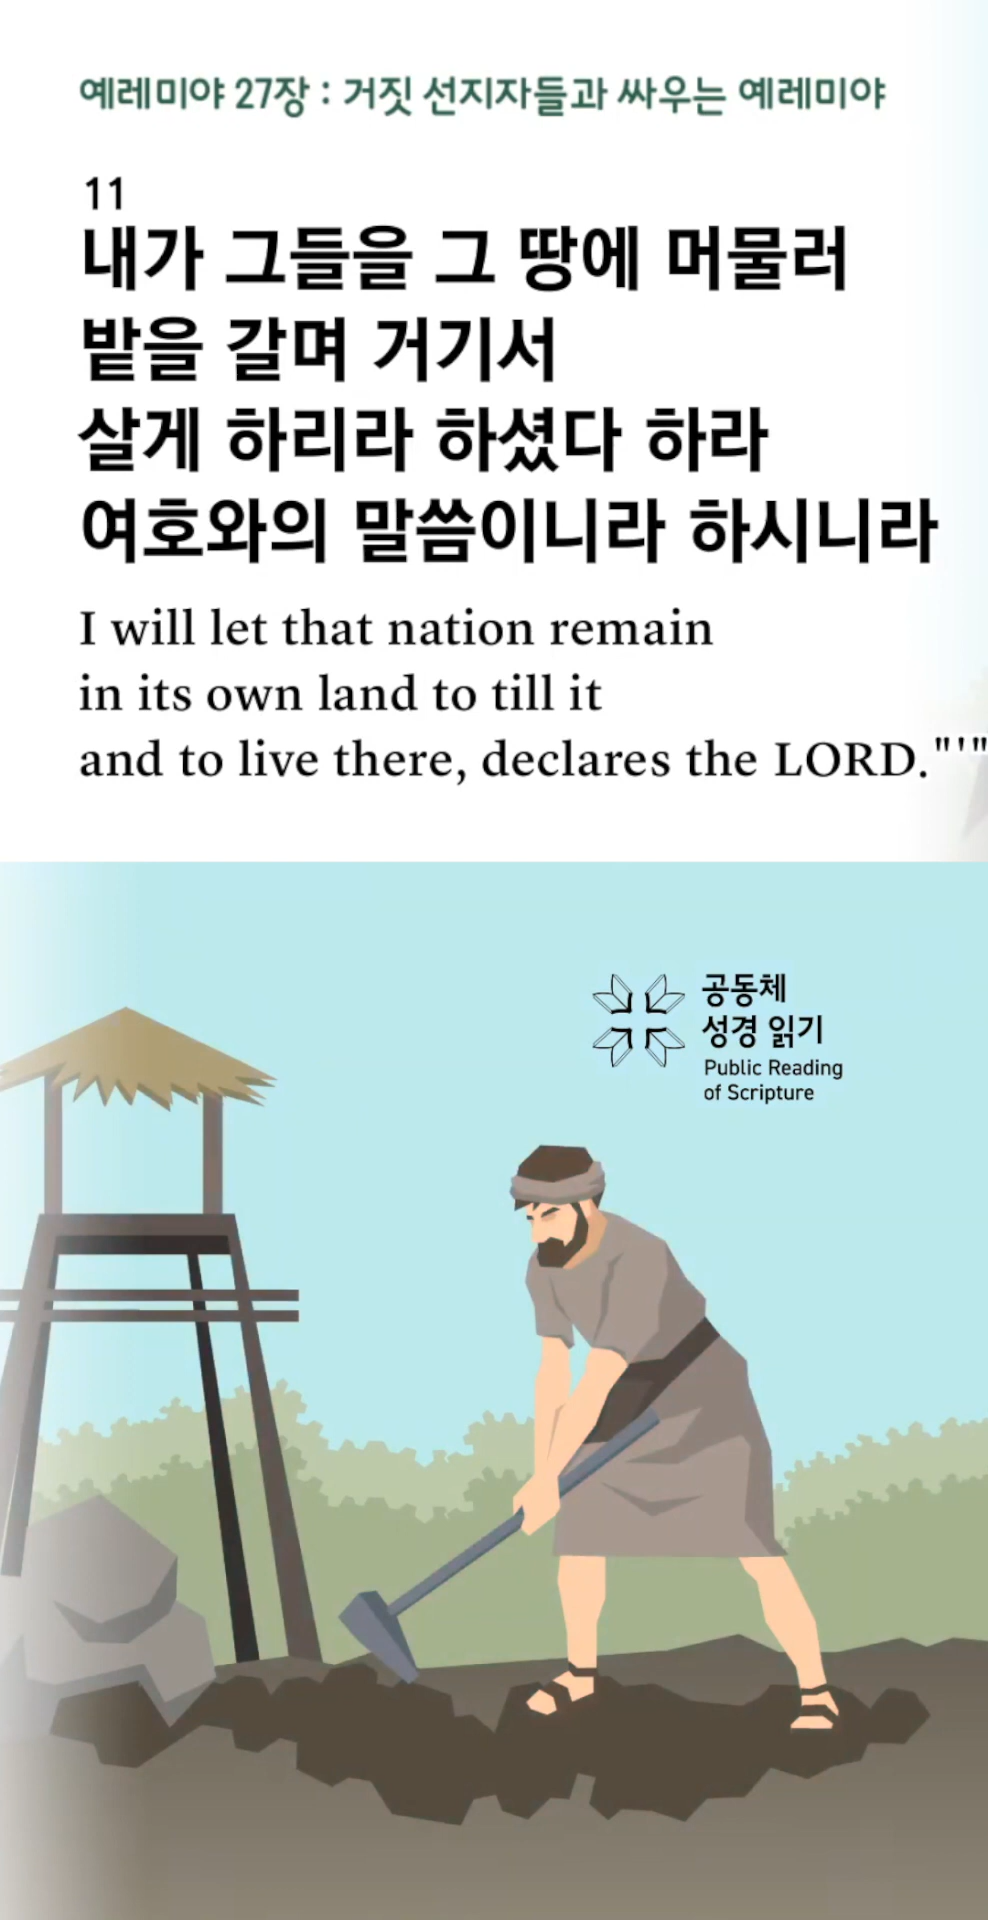 예레미야 27장 : 거짓 선지자들과 싸우는 예레미야
11
내가 그들을 그 땅에 머물러
밭을 갈며 거기서
살게 하리라 하셨다 하라
여호와의 말씀이니라 하시니라
I will let that nation remain
in its own land to till it
and to live there, declares the LORD."'"
공동체
성경 읽기
Public Reading
of Scripture